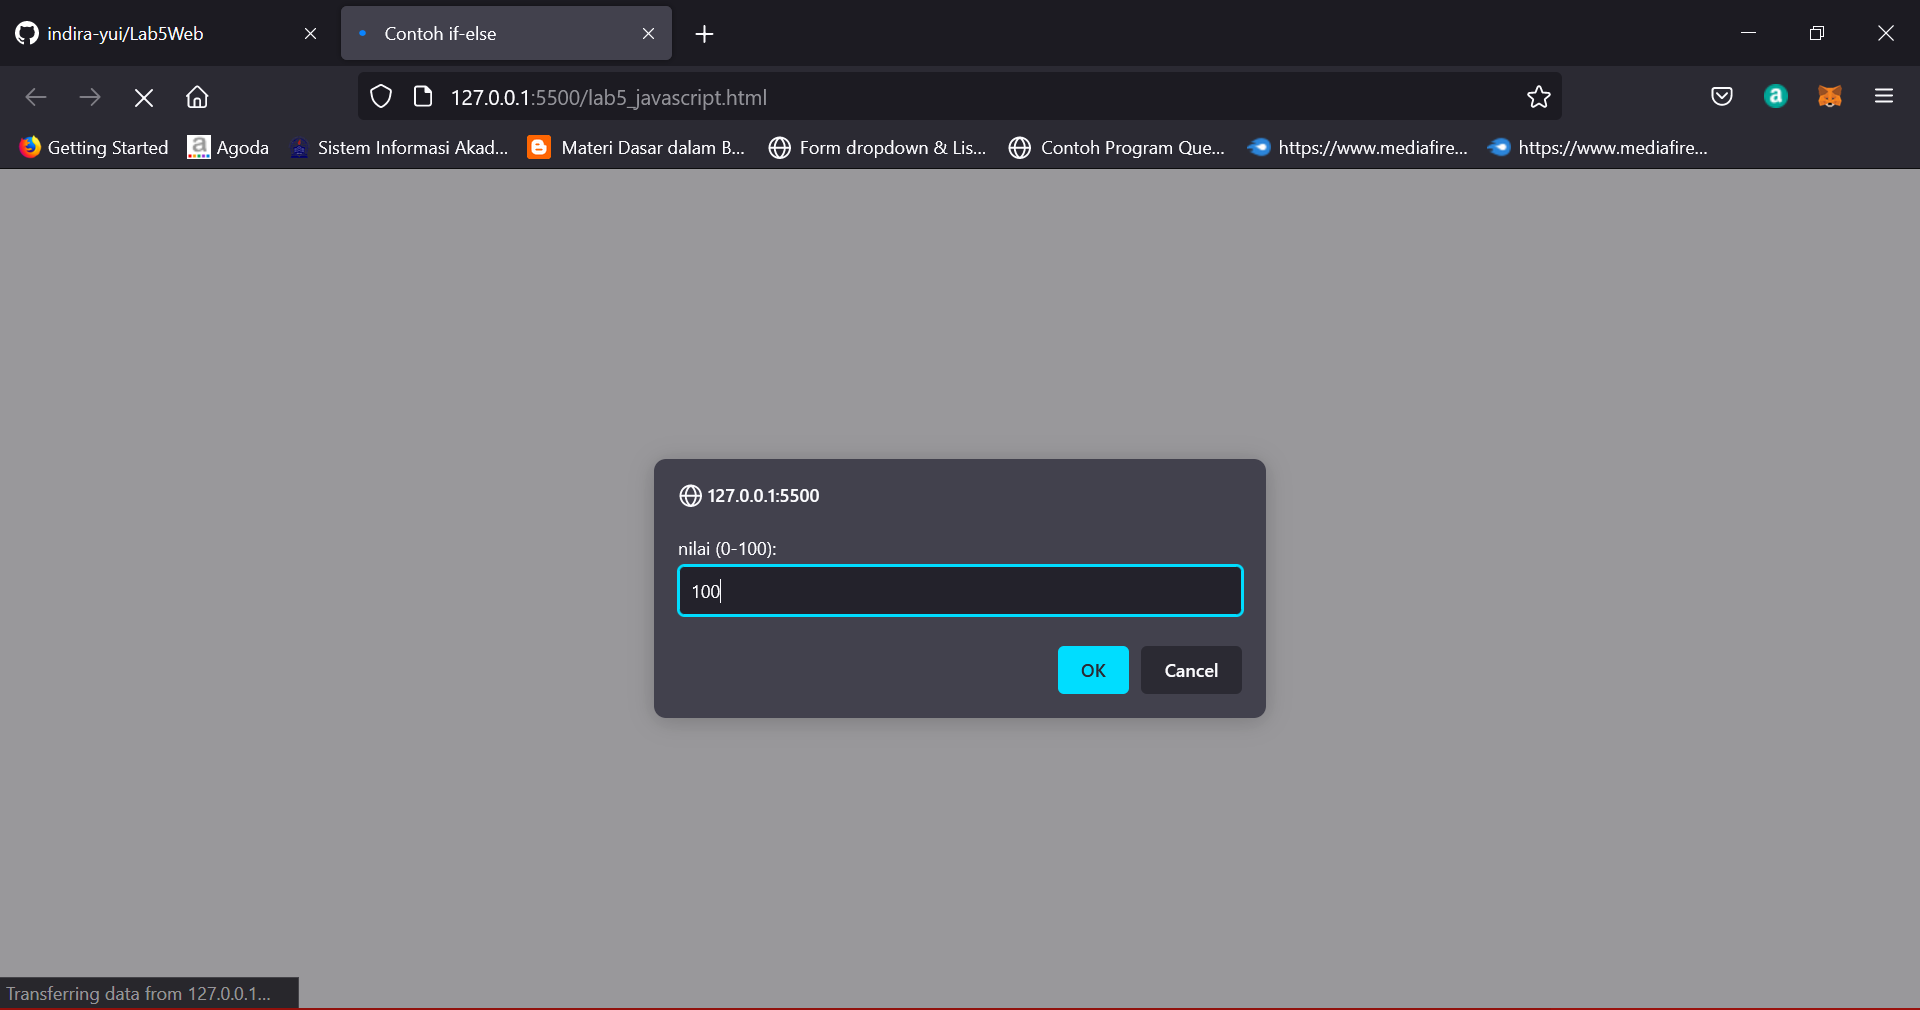 indira-yui/Lab5Web
Contoh if-else
127.0.0.1:5500/lab5_javascript.html
a
Getting Started
a Agoda
Sistem Informasi Akad...
Materi Dasar dalam B...
Form dropdown & Lis...
Contoh Program Que...
https://www.mediafire...
https://www.mediafire...
127.0.0.1:5500
nilai (0-100):
100
OK
Cancel
Transferring data from 127.0.0.1...